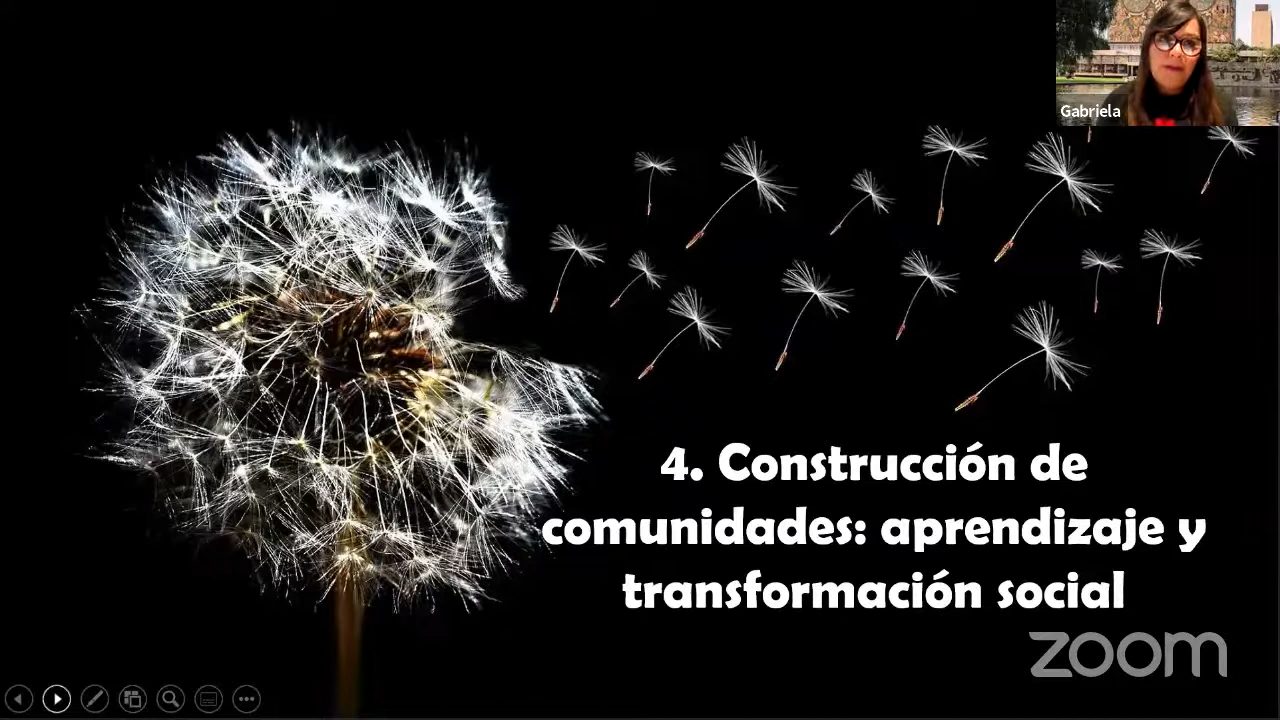 Gabriela
4. Construcción de
comunidades: aprendizaje y
transformación social
zoom